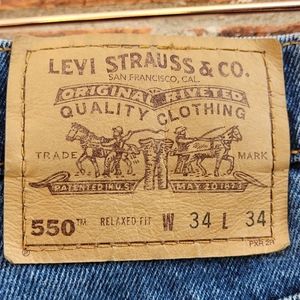 LEVI STRAUSS & CO.
SAN FRANCISCO, CAL.
ORIGINAL RIVETED
QUALITY CLOTHING
TRADE MARK
PATENTED IN U.S. MAY 20 1873
550™ RELAXED FIT W 34 L 34